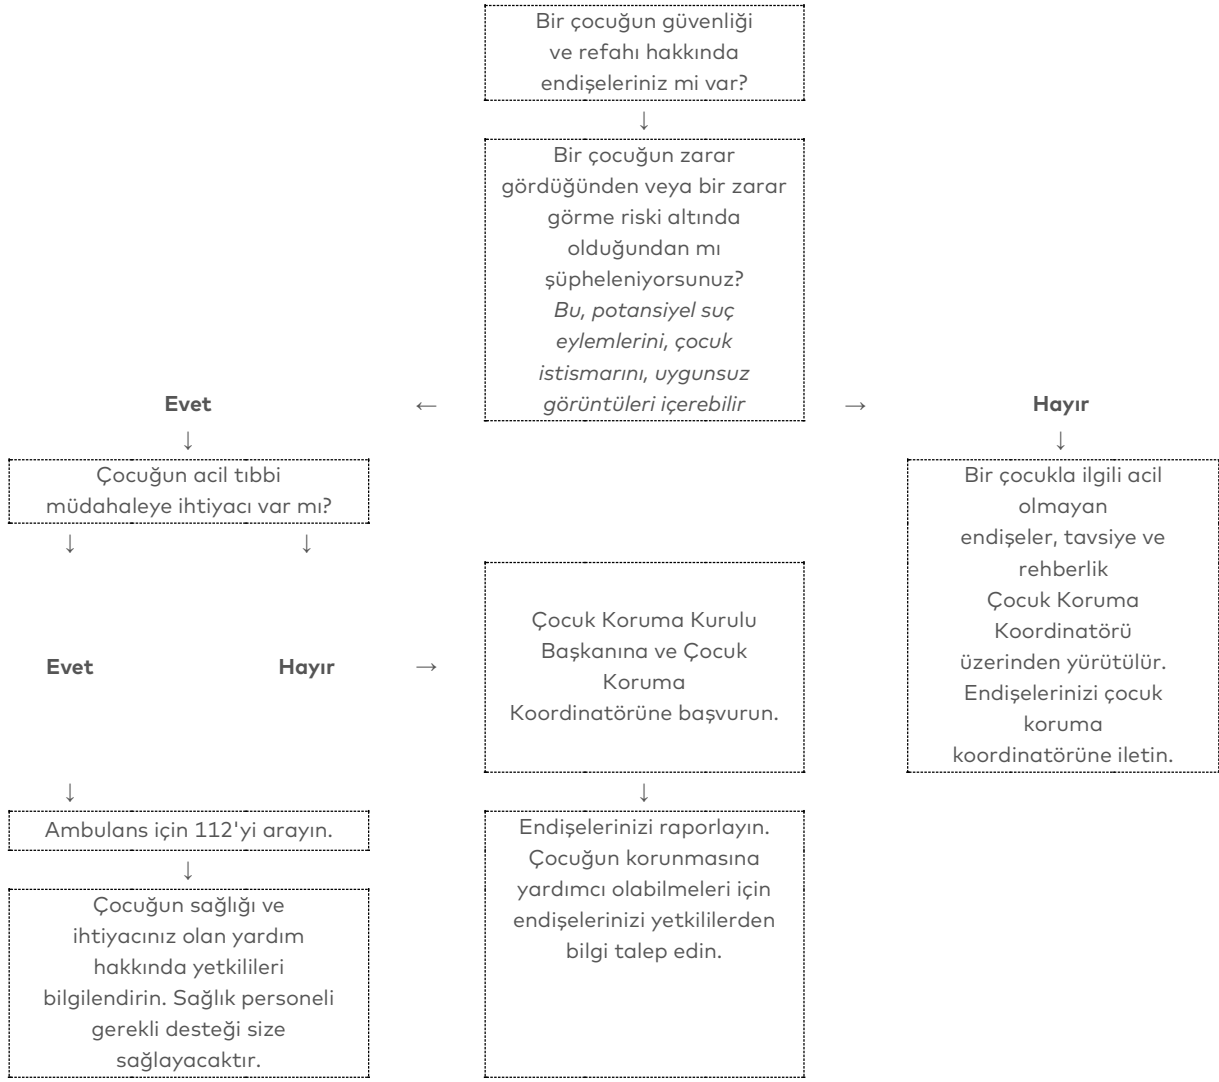 Bir çocuğun güvenliği
ve refahı hakkında
endişeleriniz mi var?
↓
Bir çocuğun zarar
gördüğünden veya bir zarar
görme riski altında
olduğundan mı
şüpheleniyorsunuz?
Bu, potansiyel suç
eylemlerini, çocuk
istismarını, uygunsuz
görüntüleri içerebilir
Evet ← → Hayır
↓ ↓
Çocuğun acil tıbbi
müdahaleye ihtiyacı var mı?
↓ ↓
Bir çocukla ilgili acil
olmayan
endişeler, tavsiye ve
rehberlik
Çocuk Koruma
Koordinatörü
üzerinden yürütülür.
Endişelerinizi çocuk
koruma
koordinatörüne iletin.
Evet Hayır →
Çocuk Koruma Kurulu
Başkanına ve Çocuk
Koruma
Koordinatörüne başvurun.
↓ ↓
Ambulans için 112'yi arayın.
↓
Çocuğun sağlığı ve
ihtiyacınız olan yardım
hakkında yetkilileri
bilgilendirin. Sağlık personeli
gerekli desteği size
sağlayacaktır.
Endişelerinizi raporlayın.
Çocuğun korunmasına
yardımcı olabilmeleri için
endişelerinizi yetkililerden
bilgi talep edin.